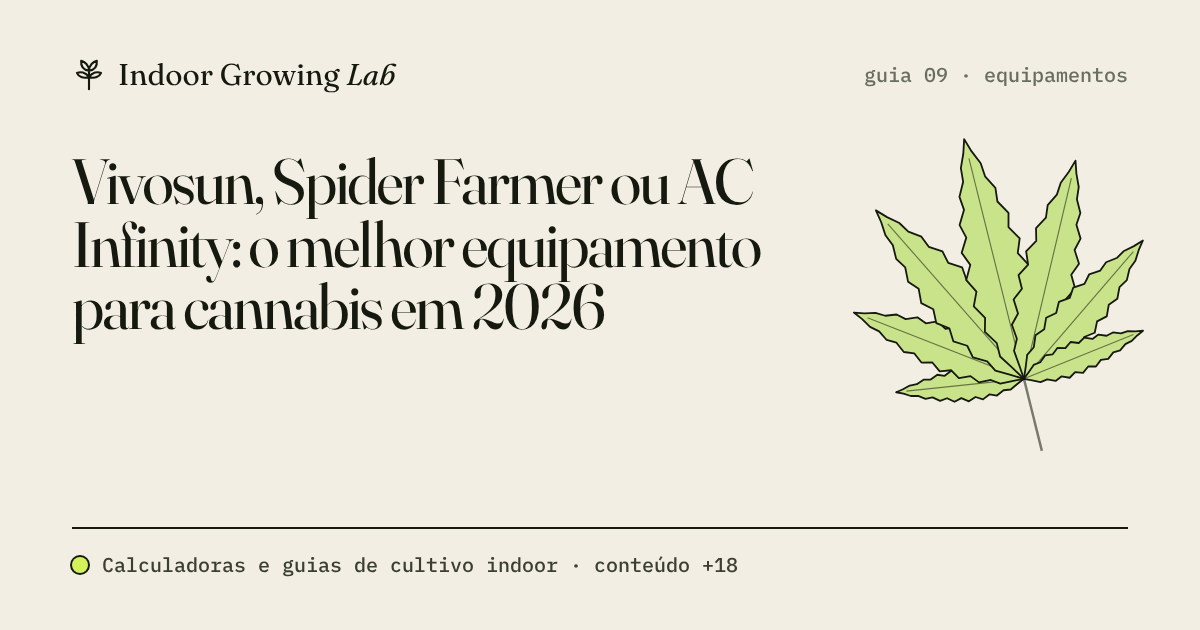 Indoor Growing Lab
guia 09 · equipamentos
Vivosun, Spider Farmer ou AC
Infinity: o melhor equipamento
para cannabis em 2026
Calculadoras e guias de cultivo indoor · conteúdo +18